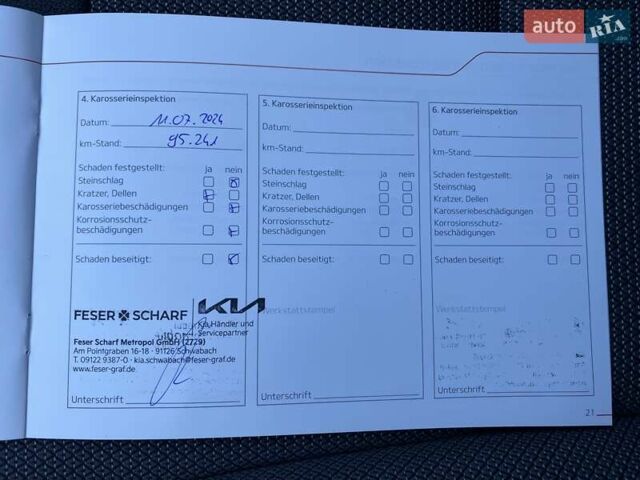 auto RIA .com
4. Karosserieinspektion
Datum: 11.07.2024
km-Stand: 95.241
Schaden festgestellt: ja nein
Steinschlag
Kratzer, Dellen
Karosseriebeschädigungen
Korrosionsschutz-
beschädigungen
Schaden beseitigt:
FESER SCHARF KIA
Kia, Händler und
Servicepartner
Feser Scharf Metropol GmbH (2729)
Am Pointgraben 16-18 · 91126 Schwabach
T. 09122 9387-0 · kia.schwabach@feser-graf.de
www.feser-graf.de
Unterschrift
5. Karosserieinspektion
Datum:
km-Stand:
Schaden festgestellt: ja nein
Steinschlag
Kratzer, Dellen
Karosseriebeschädigungen
Korrosionsschutz-
beschädigungen
Schaden beseitigt:
Werkstattstempel
Unterschrift
6. Karosserieinspektion
Datum:
km-Stand:
Schaden festgestellt: ja nein
Steinschlag
Kratzer, Dellen
Karosseriebeschädigungen
Korrosionsschutz-
beschädigungen
Schaden beseitigt:
Werkstattstempel
Unterschrift
21